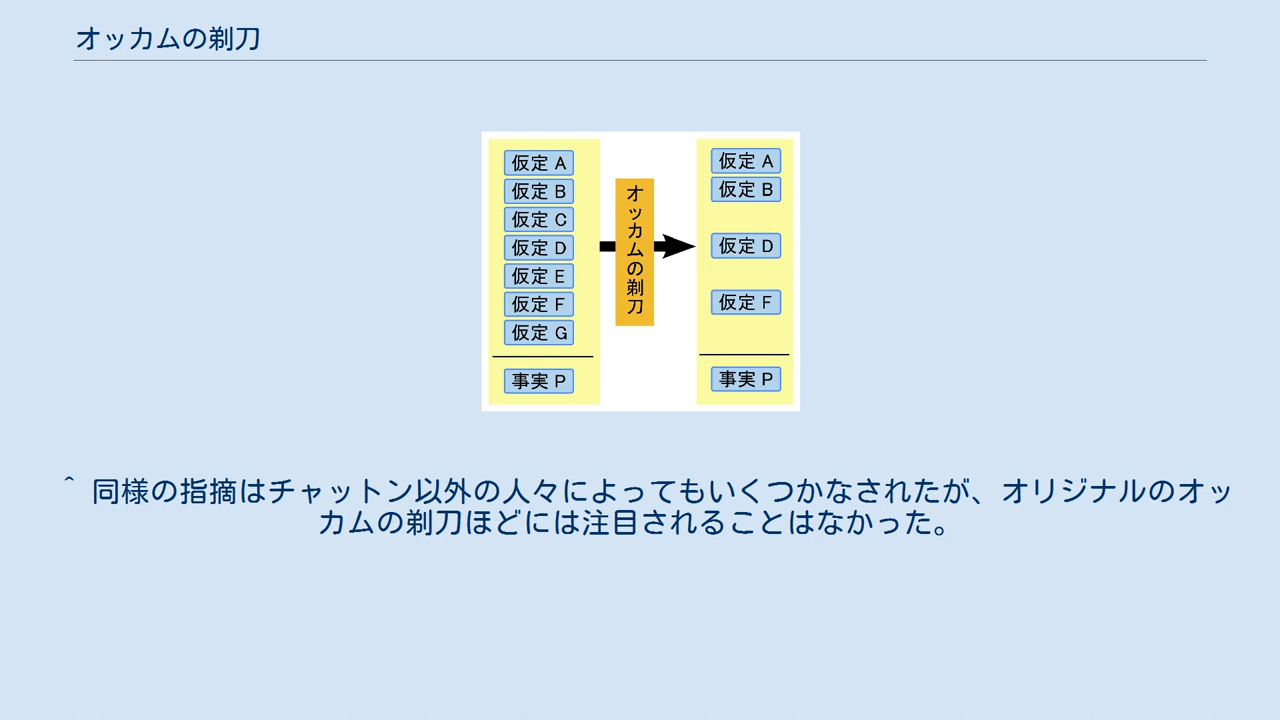 オッカムの剃刀
仮定 A
仮定 B
仮定 C
仮定 D
仮定 E
仮定 F
仮定 G
事実 P
オッカムの剃刀
仮定 A
仮定 B
仮定 D
仮定 F
事実 P
^ 同様の指摘はチャットン以外の人々によってもいくつかなされたが、オリジナルのオッ
カムの剃刀ほどには注目されることはなかった。